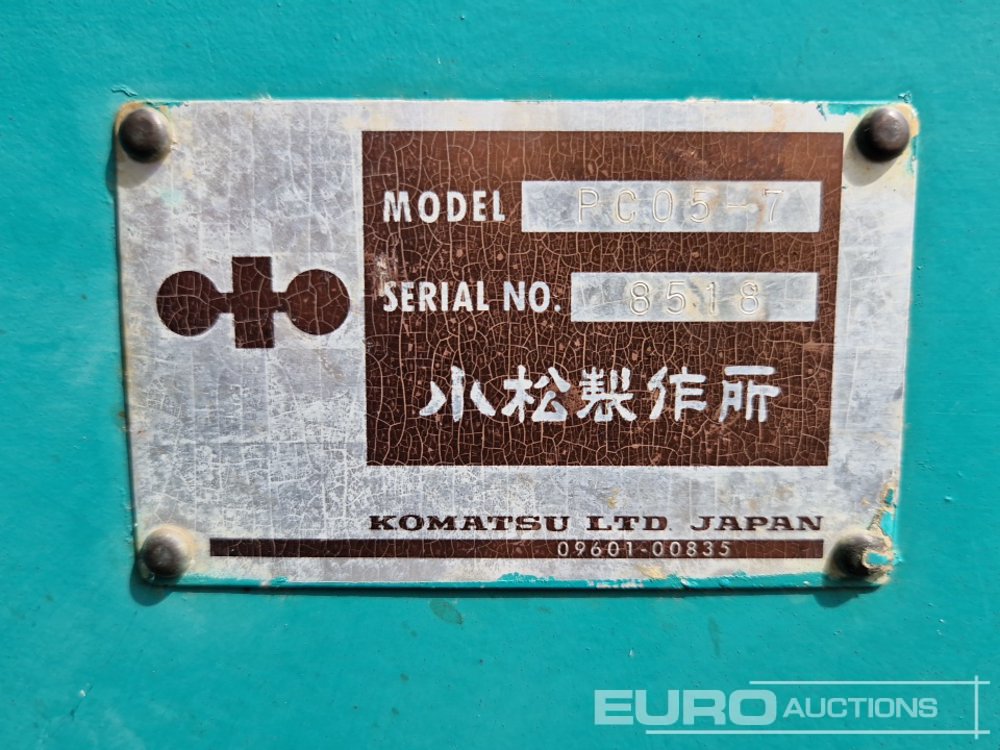 MODEL PC05-7
SERIAL NO. 8518
小松製作所
KOMATSU LTD. JAPAN
09601-00835
EURO AUCTIONS